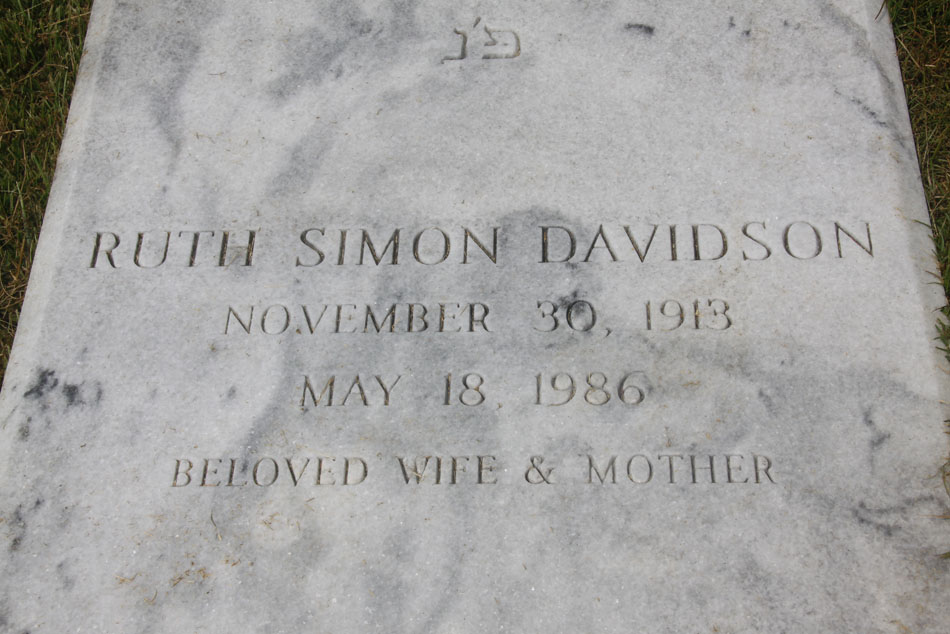 פ׳נ
RUTH SIMON DAVIDSON
NOVEMBER 30, 1913
MAY 18, 1986
BELOVED WIFE & MOTHER